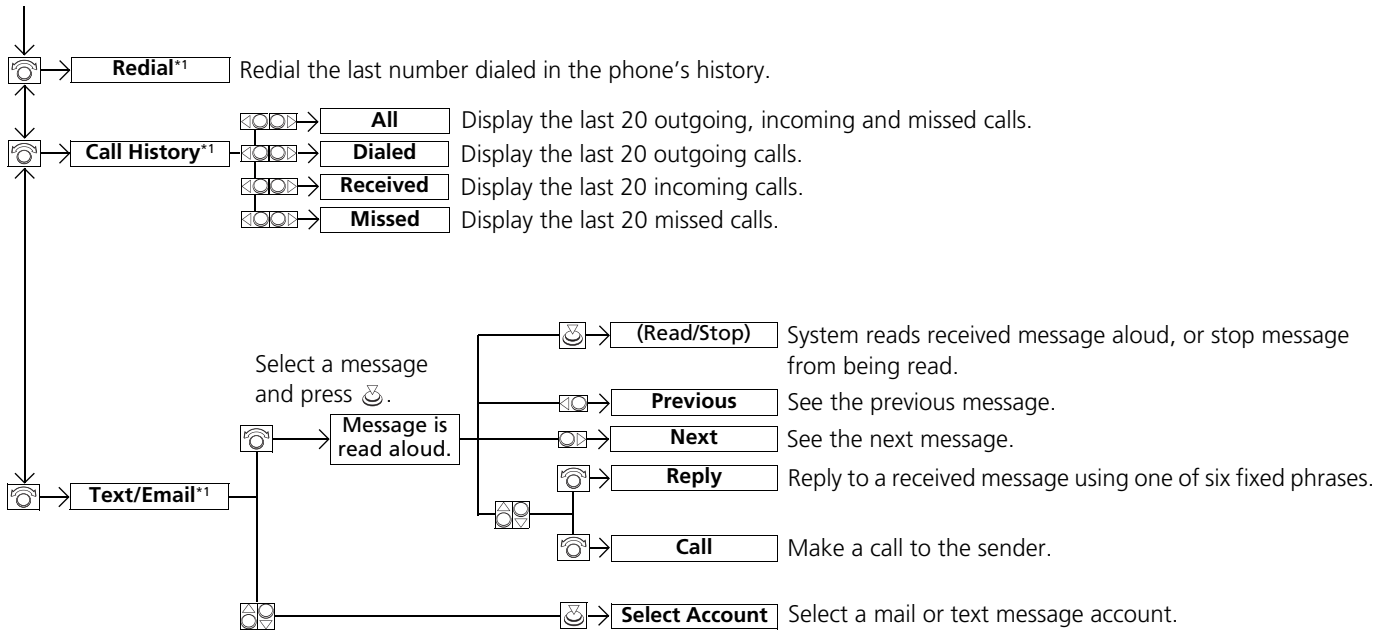 Redial*1 Redial the last number dialed in the phone’s history.
Call History*1
All Display the last 20 outgoing, incoming and missed calls.
Dialed Display the last 20 outgoing calls.
Received Display the last 20 incoming calls.
Missed Display the last 20 missed calls.
Text/Email*1
Select a message
and press .
Message is
read aloud.
(Read/Stop) System reads received message aloud, or stop message
from being read.
Previous See the previous message.
Next See the next message.
Reply Reply to a received message using one of six fixed phrases.
Call Make a call to the sender.
Select Account Select a mail or text message account.